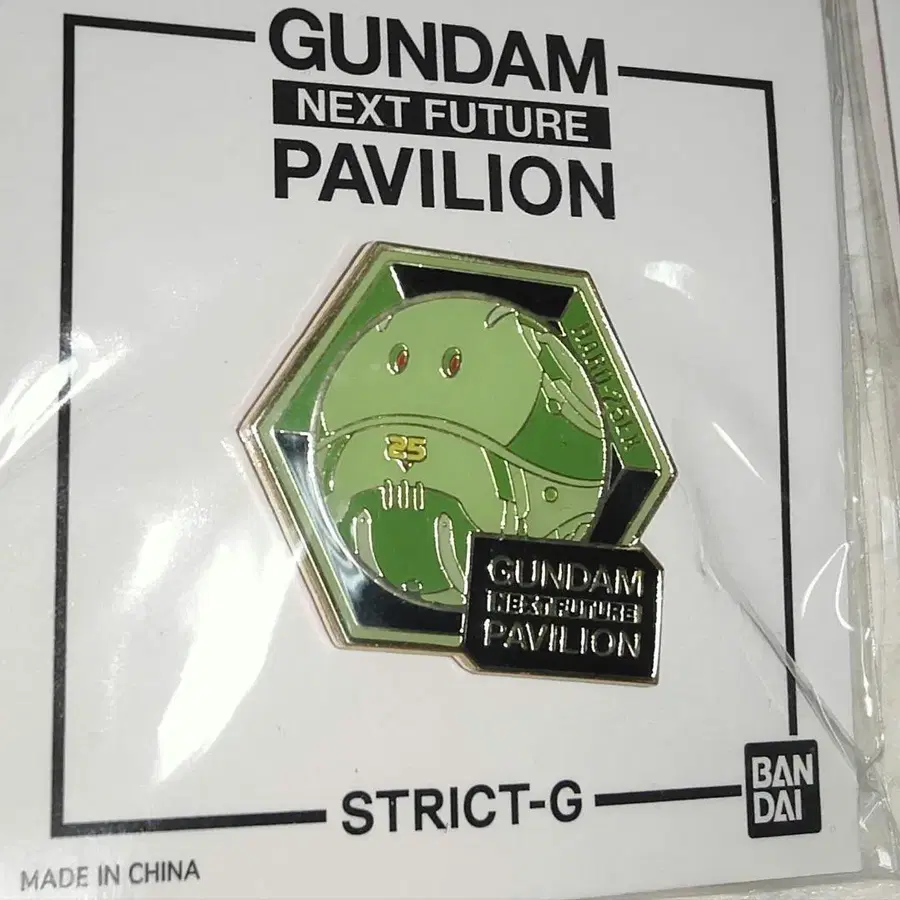 GUNDAM
NEXT FUTURE
PAVILION
25
GUNDAM
NEXT FUTURE
PAVILION
STRICT-G
BAN
DAI
MADE IN CHINA